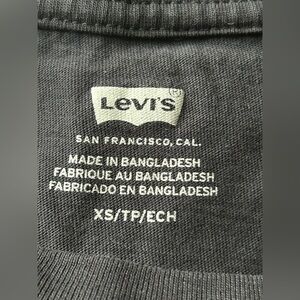 Levi's®
SAN FRANCISCO, CAL.
MADE IN BANGLADESH
FABRIQUE AU BANGLADESH
FABRICADO EN BANGLADESH
XS/TP/ECH